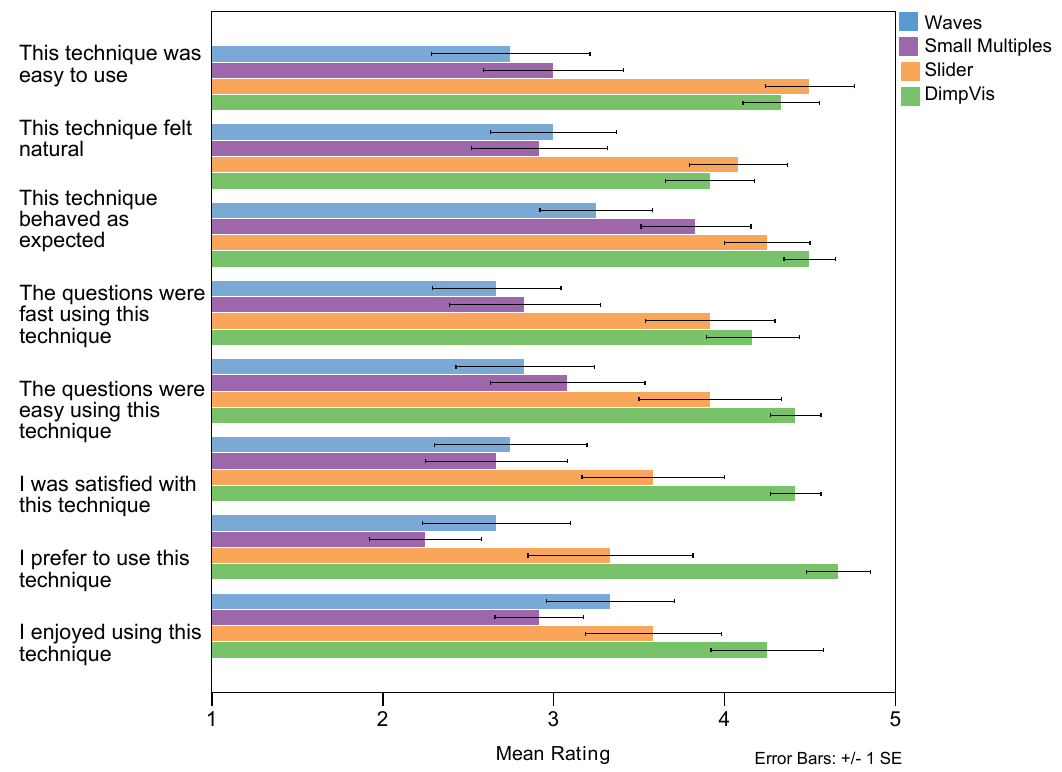 This technique was
easy to use
This technique felt
natural
This technique
behaved as
expected
The questions were
fast using this
technique
The questions were
easy using this
technique
I was satisfied with
this technique
I prefer to use this
technique
I enjoyed using this
technique
Waves
Small Multiples
Slider
DimpVis
1 2 3 4 5
Mean Rating
Error Bars: +/- 1 SE